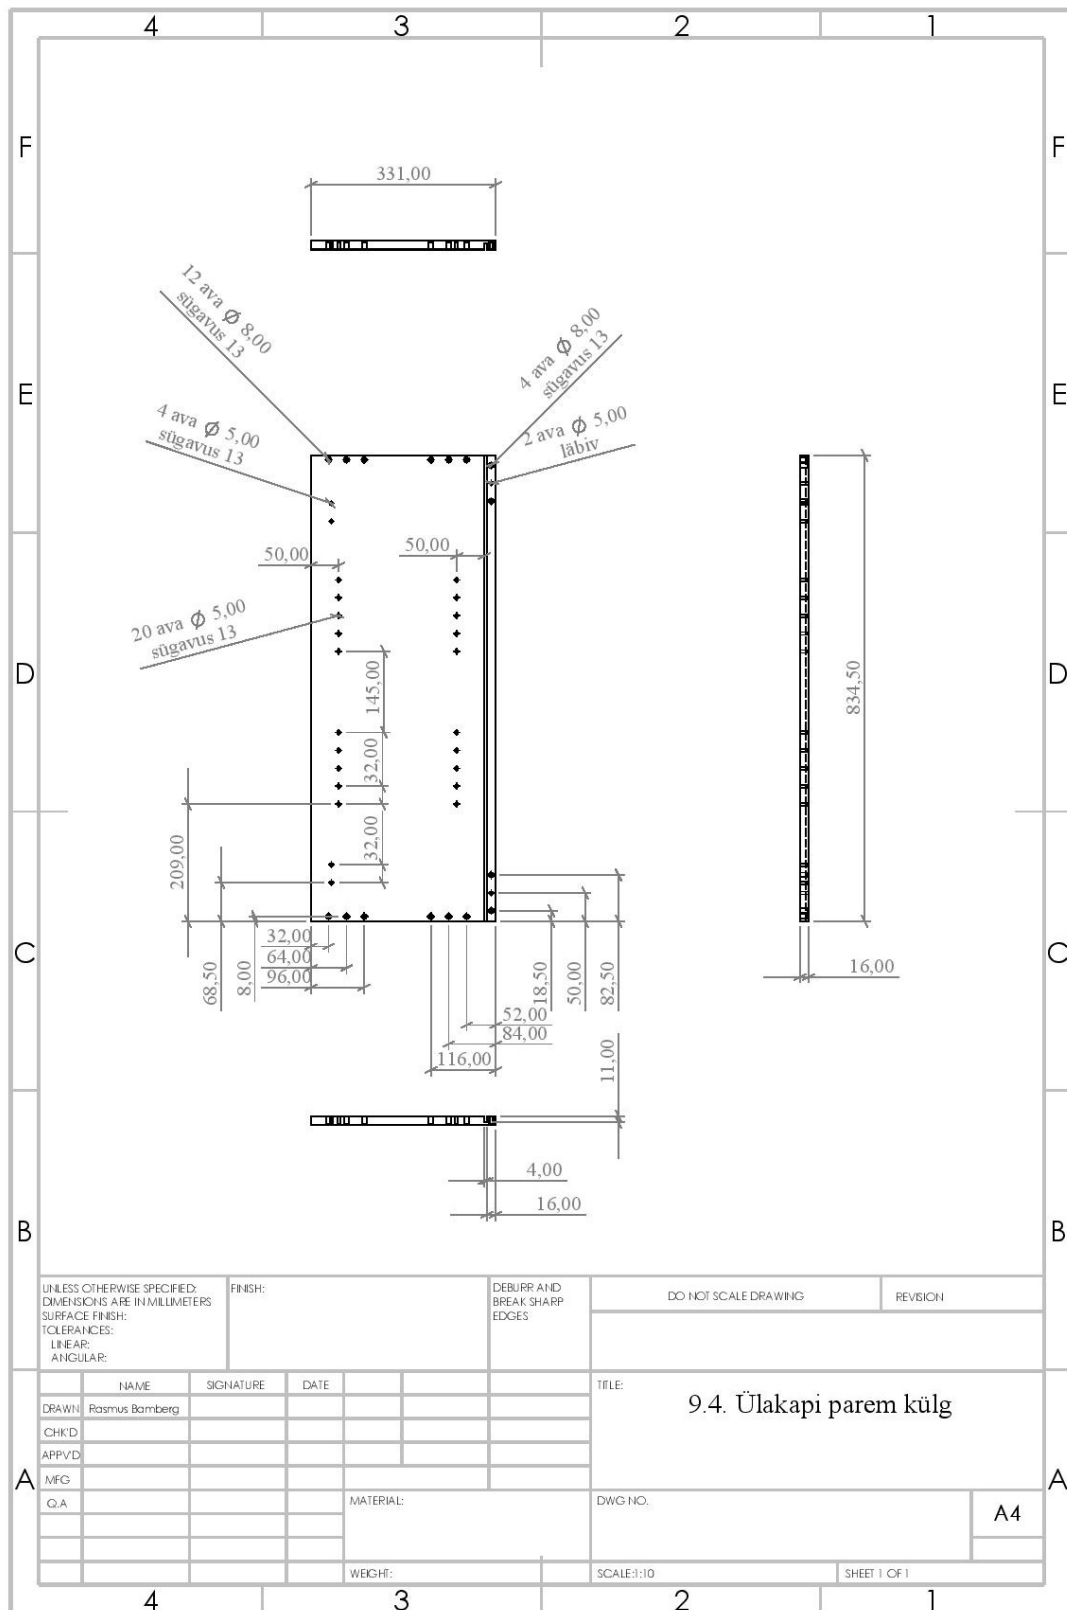 4 3 2 1
F F
331,00
12 ava Ø 8,00
sügavus 13
4 ava Ø 8,00
sügavus 13
E E
4 ava Ø 5,00
sügavus 13
2 ava Ø 5,00
läbiv
50,00 50,00
20 ava Ø 5,00
sügavus 13
D D
145,00
834,50
32,00
209,00
32,00
C C
32,00
64,00
96,00
68,50
8,00
18,50
50,00
82,50
16,00
52,00
84,00
116,00
11,00
4,00
16,00
B B
UNLESS OTHERWISE SPECIFIED:
DIMENSIONS ARE IN MILLIMETERS
SURFACE FINISH:
TOLERANCES:
LINEAR:
ANGULAR:
FINISH:
DEBURR AND
BREAK SHARP
EDGES
DO NOT SCALE DRAWING
REVISION
NAME SIGNATURE DATE
TITLE:
9.4. Ülakapi parem külg
DRAWN Rasmus Bamberg
CHK'D
APPV'D
A A
MFG
Q.A
MATERIAL:
DWG NO.
A4
WEIGHT:
SCALE:1:10
SHEET 1 OF 1
4 3 2 1